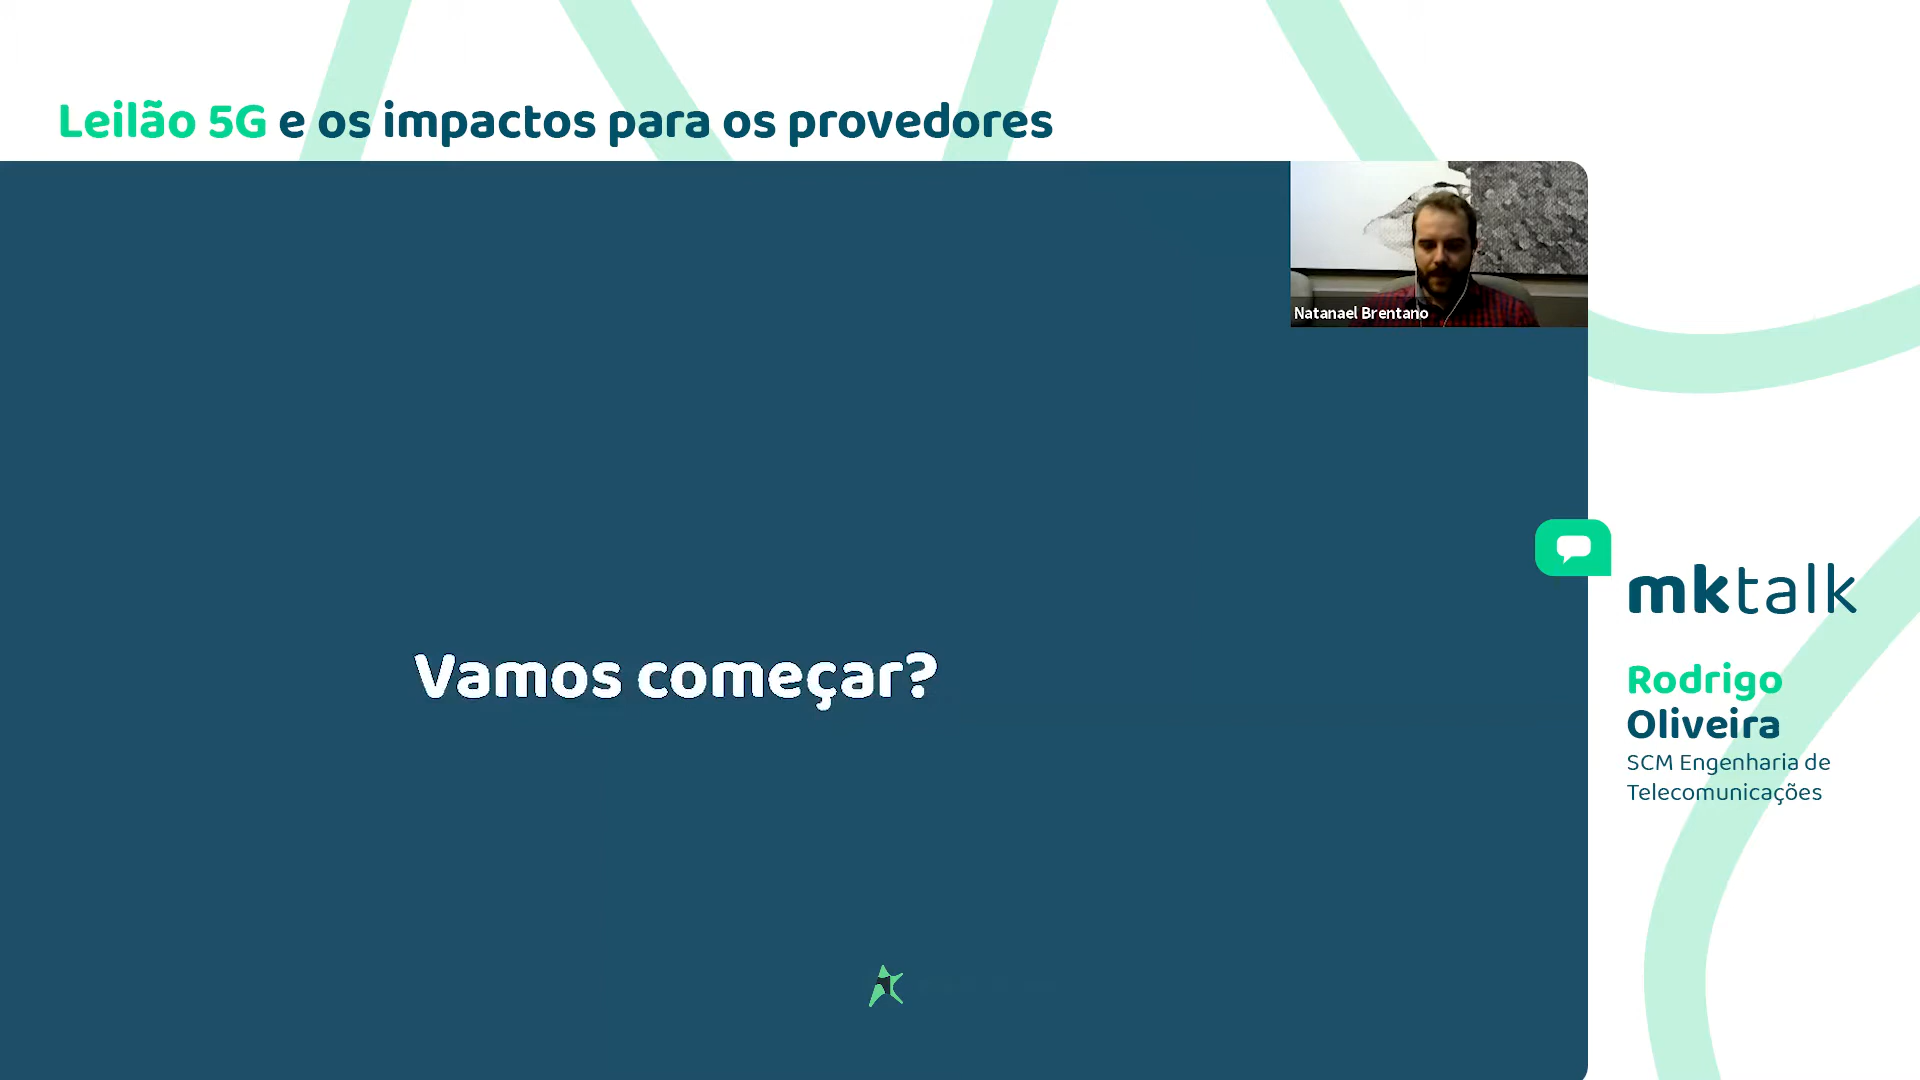 Leilão 5G e os impactos para os provedores
Natanael Brentano
Vamos começar?
mktalk
Rodrigo
Oliveira
SCM Engenharia de
Telecomunicações